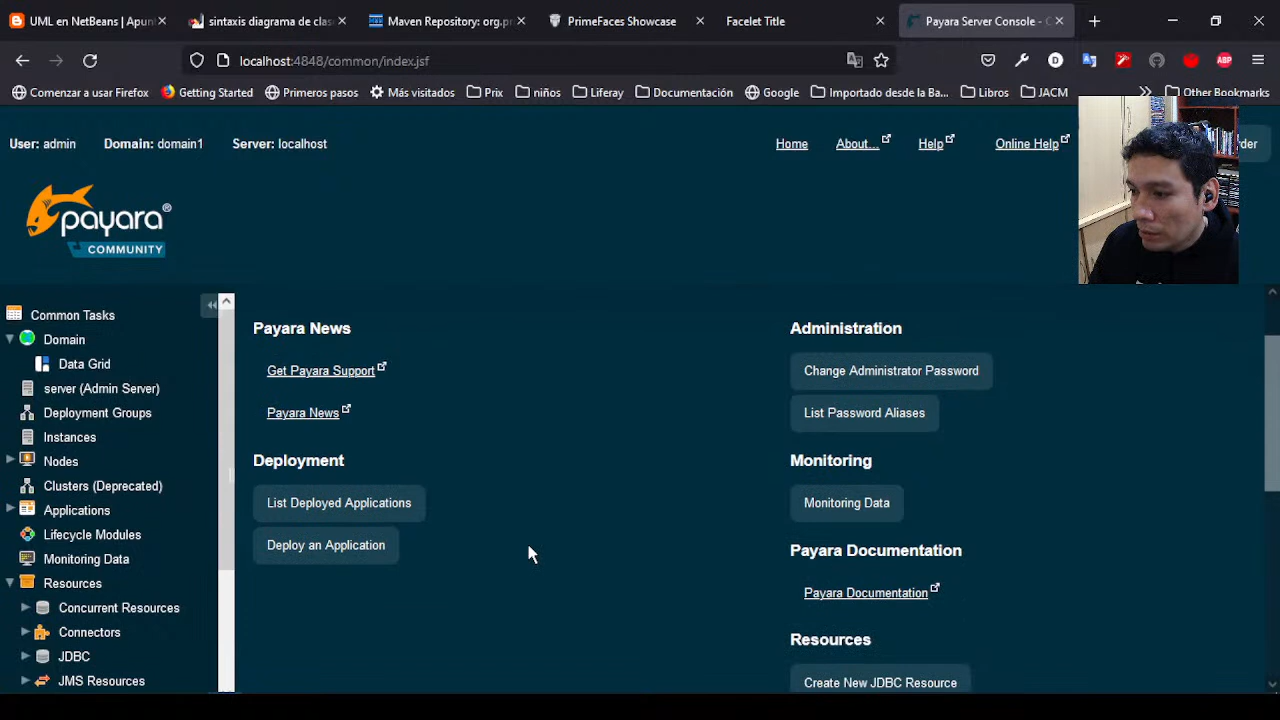 UML en NetBeans | Apun
sintaxis diagrama de clase
Maven Repository: org.pr
PrimeFaces Showcase
Facelet Title
Payara Server Console - C
localhost:4848/common/index.jsf
Comenzar a usar Firefox
Getting Started
Primeros pasos
Más visitados
Prix
niños
Liferay
Documentación
Google
Importado desde la Ba...
Libros
JACM
Other Bookmarks
D
ABP
User: admin Domain: domain1 Server: localhost
Home About... Help Online Help
der
payara®
COMMUNITY
Common Tasks
Domain
Data Grid
server (Admin Server)
Deployment Groups
Instances
Nodes
Clusters (Deprecated)
Applications
Lifecycle Modules
Monitoring Data
Resources
Concurrent Resources
Connectors
JDBC
JMS Resources
Payara News
Get Payara Support
Payara News
Deployment
List Deployed Applications
Deploy an Application
Administration
Change Administrator Password
List Password Aliases
Monitoring
Monitoring Data
Payara Documentation
Payara Documentation
Resources
Create New JDBC Resource